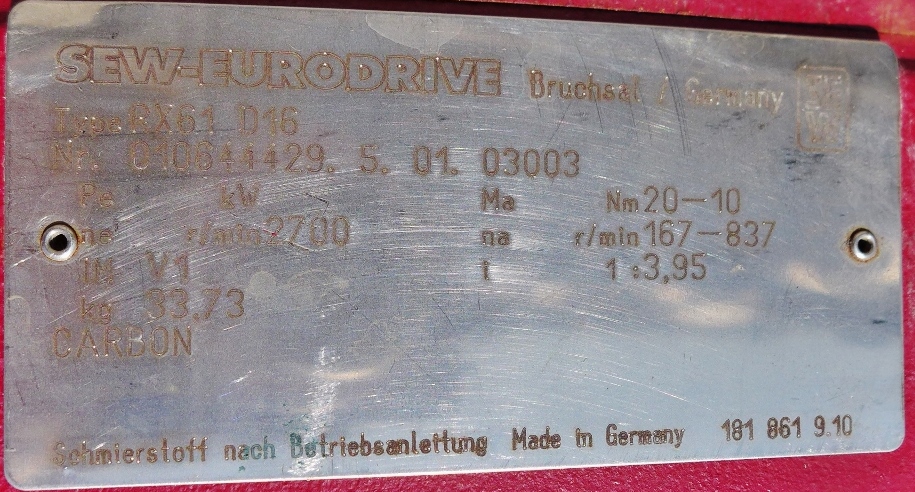 SEW-EURODRIVE Bruchsal / Germany
Type RX61 D16
Nr. 010644429. 5. 01. 03003
Pe kW Ma Nm 20-10
ne r/min 2700 na r/min 167-837
IM V1 i 1:3,95
kg 33,73
CARBON
Schmierstoff nach Betriebsanleitung Made in Germany 181 861 9.10